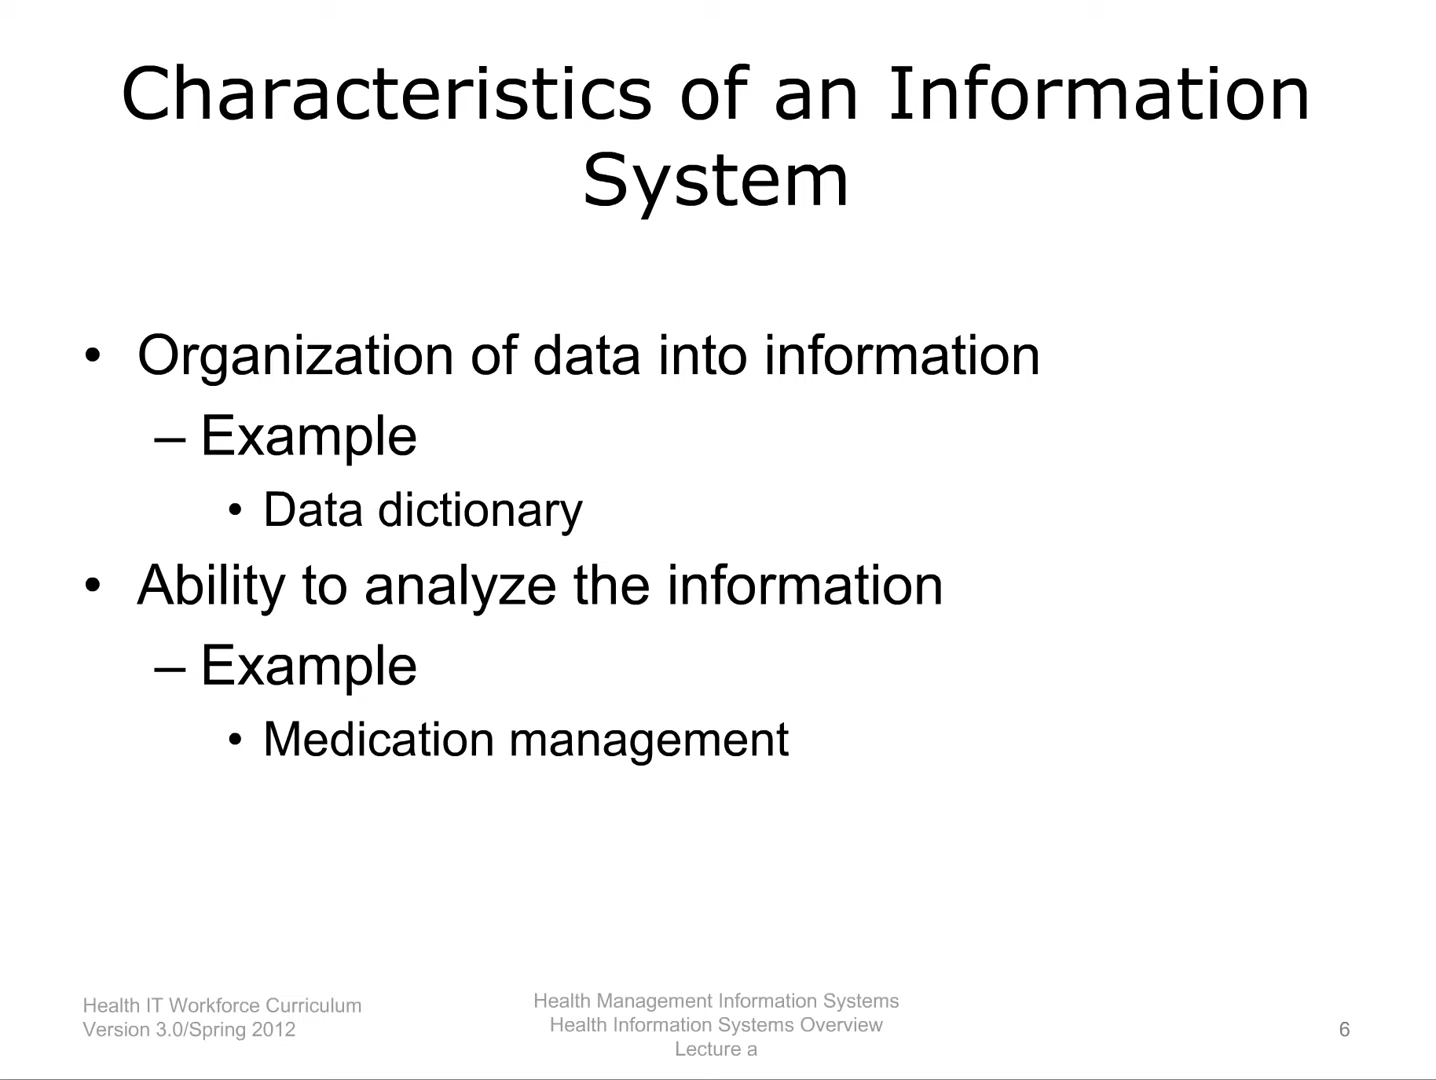 Characteristics of an Information
System
• Organization of data into information
– Example
• Data dictionary
• Ability to analyze the information
– Example
• Medication management
Health IT Workforce Curriculum
Version 3.0/Spring 2012
Health Management Information Systems
Health Information Systems Overview
Lecture a
6